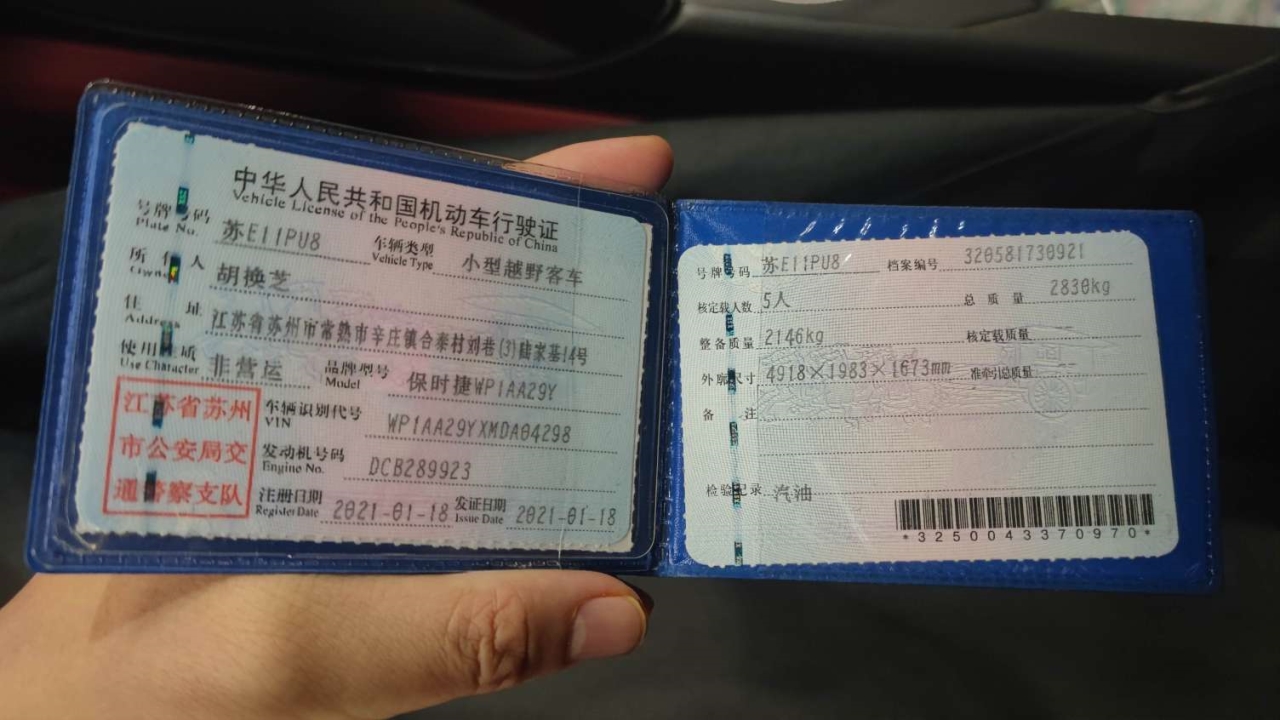 中华人民共和国机动车行驶证
Vehicle License of the People's Republic of China
号牌号码 苏E11PU8 车辆类型 小型越野客车
Plate No. Vehicle Type
所有人 胡换芝
Owner
住址 江苏省苏州市常熟市辛庄镇合泰村刘巷(3)陆家基14号
Address
使用性质 非营运 品牌型号 保时捷WP1AA29Y
Use Character Model
江苏省苏州
市公安局交
通警察支队
车辆识别代号 WP1AA29YXMDA04298
VIN
发动机号码 DCB289923
Engine No.
注册日期 2021-01-18 发证日期 2021-01-18
Register Date Issue Date
号牌号码 苏E11PU8 档案编号 320581730921
核定载人数 5人 总质量 2830kg
整备质量 2146kg 核定载质量 --
外廓尺寸 4918×1983×1673mm 准牵引总质量 --
备注
检验记录 汽油
*3250043370970*